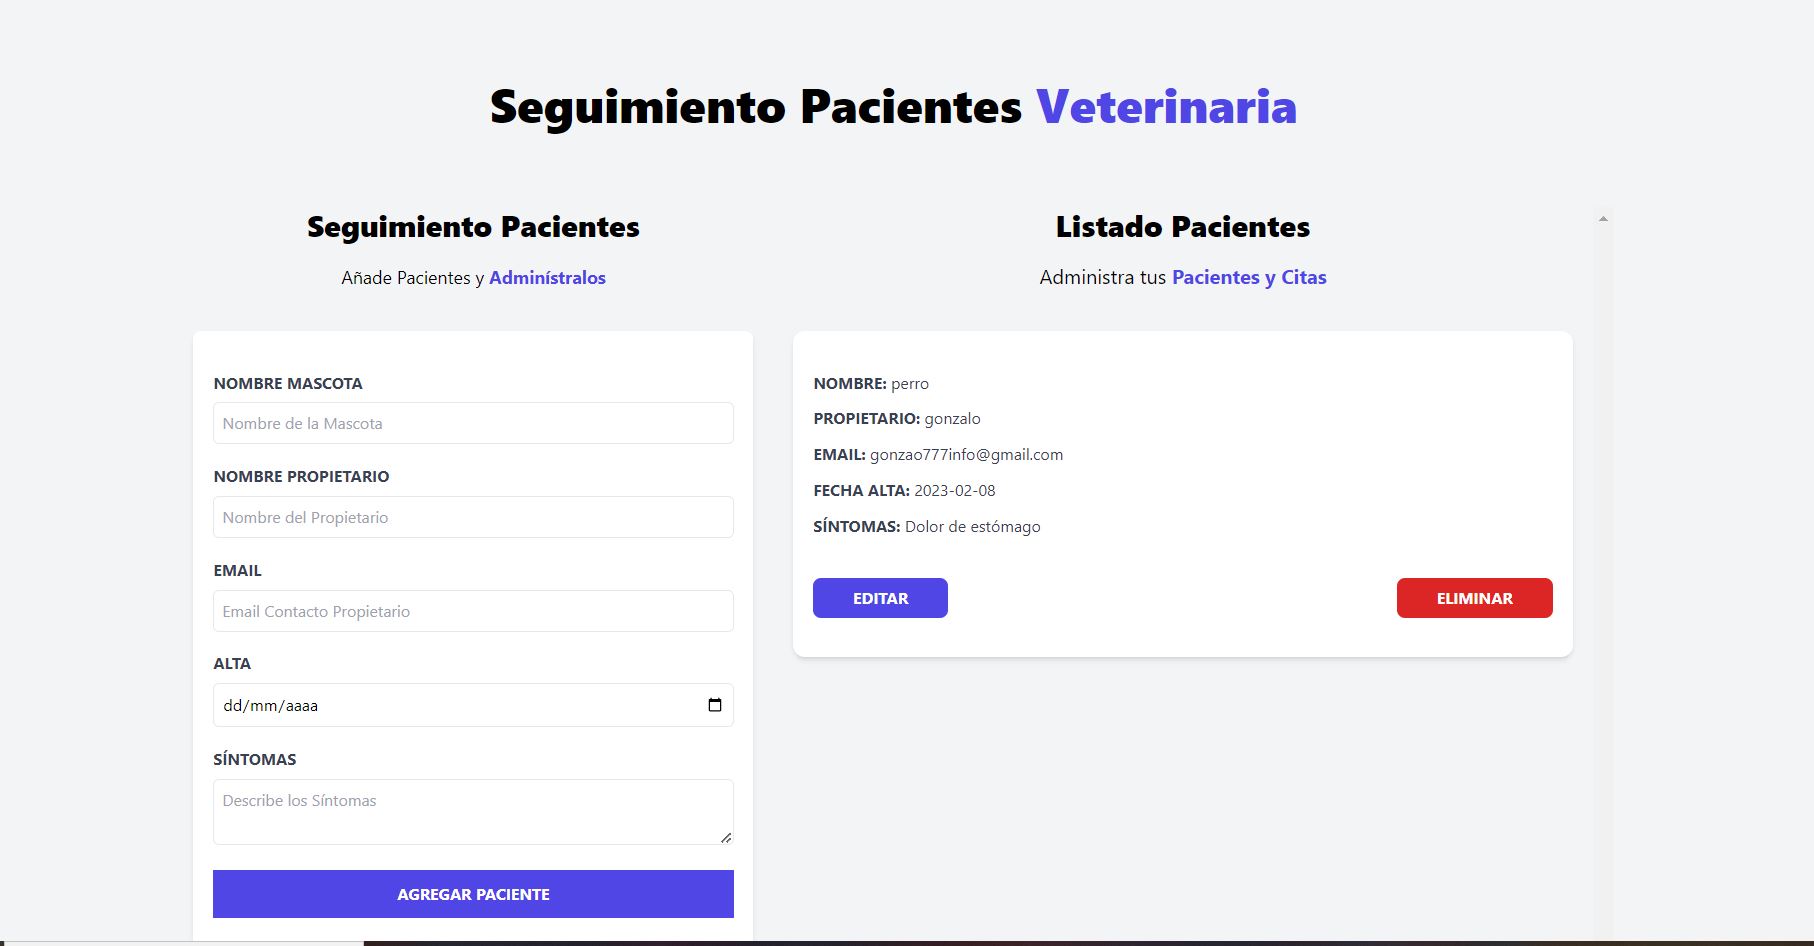 Seguimiento Pacientes Veterinaria
Seguimiento Pacientes
Añade Pacientes y Adminístralos
NOMBRE MASCOTA
Nombre de la Mascota
NOMBRE PROPIETARIO
Nombre del Propietario
EMAIL
Email Contacto Propietario
ALTA
dd/mm/aaaa
SÍNTOMAS
Describe los Síntomas
AGREGAR PACIENTE
Listado Pacientes
Administra tus Pacientes y Citas
NOMBRE: perro
PROPIETARIO: gonzalo
EMAIL: gonzao777info@gmail.com
FECHA ALTA: 2023-02-08
SÍNTOMAS: Dolor de estómago
EDITAR
ELIMINAR